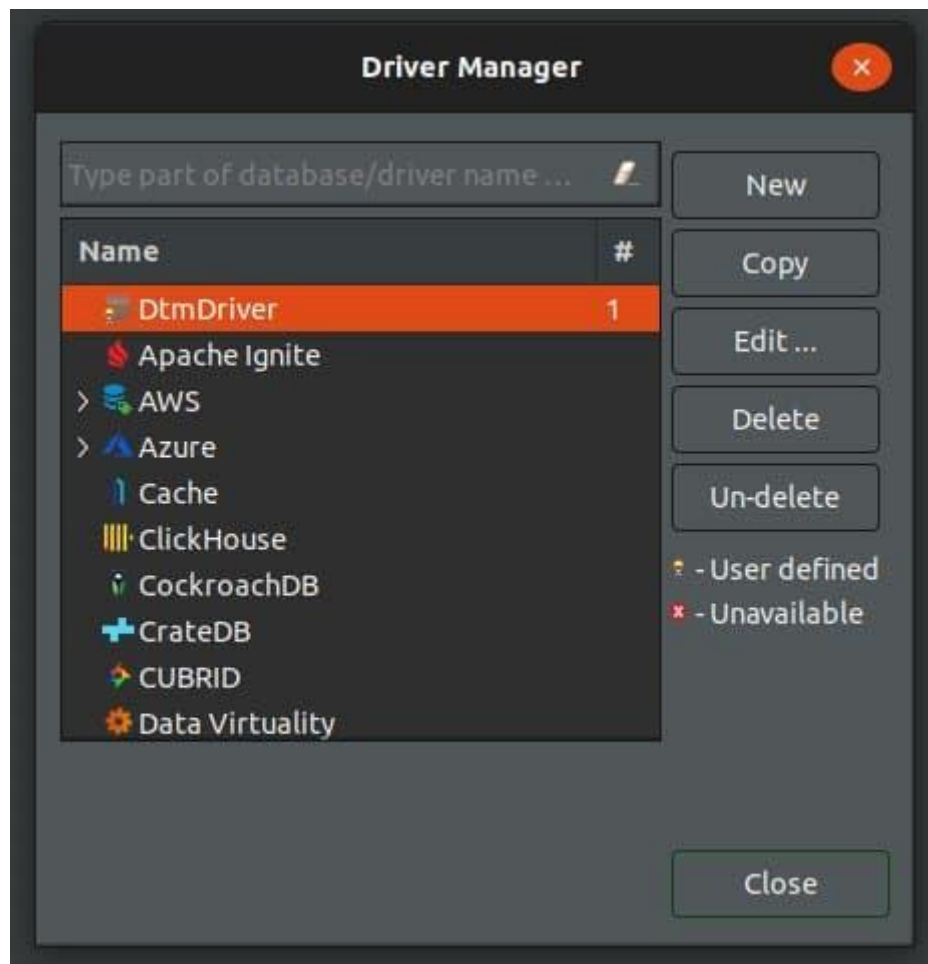 Driver Manager
Type part of database/driver name ...
New
Name #
Copy
DtmDriver 1
Edit ...
Apache Ignite
AWS
Delete
Azure
Cache
Un-delete
ClickHouse
- User defined
CockroachDB
- Unavailable
CrateDB
CUBRID
Data Virtuality
Close